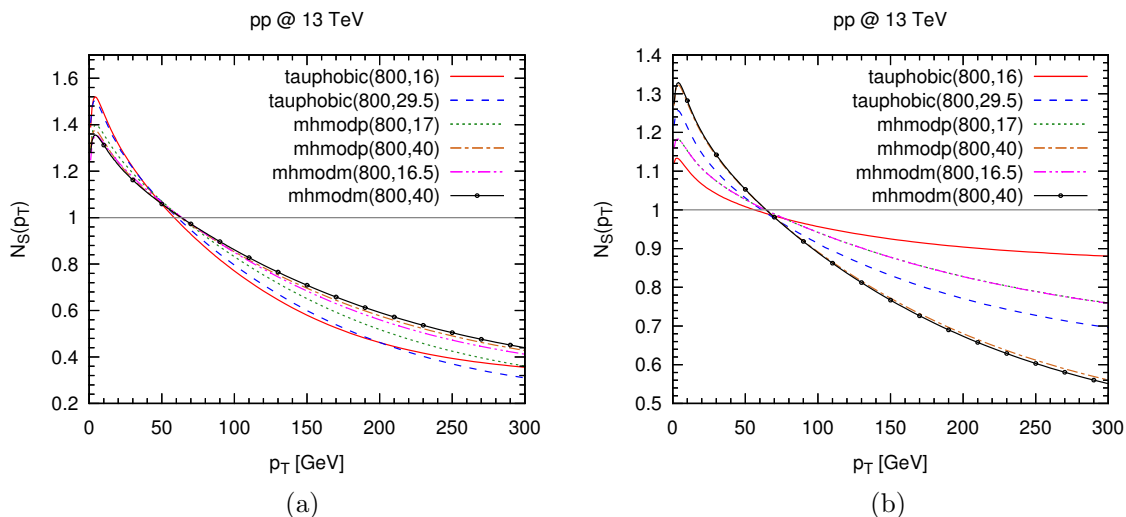 pp @ 13 TeV
N_S(p_T)
1.6
1.4
1.2
1
0.8
0.6
0.4
0.2
tauphobic(800,16)
tauphobic(800,29.5)
mhmodp(800,17)
mhmodp(800,40)
mhmodm(800,16.5)
mhmodm(800,40)
0 50 100 150 200 250 300
p_T [GeV]
(a)
pp @ 13 TeV
N_S(p_T)
1.4
1.3
1.2
1.1
1
0.9
0.8
0.7
0.6
0.5
tauphobic(800,16)
tauphobic(800,29.5)
mhmodp(800,17)
mhmodp(800,40)
mhmodm(800,16.5)
mhmodm(800,40)
0 50 100 150 200 250 300
p_T [GeV]
(b)